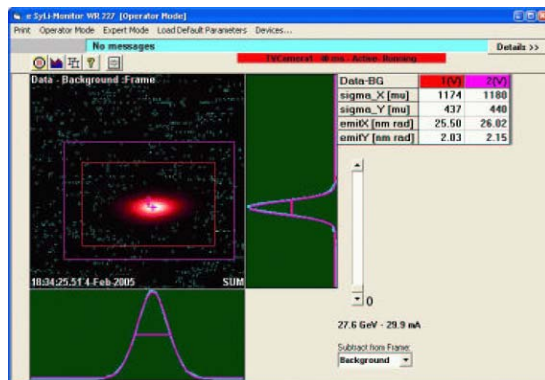 e SyLi-Monitor WR 227 [Operator Mode]
Print Operator Mode Expert Mode Load Default Parameters Devices...
No messages
Details >>
TVCamera1 - 40 ms - Active: Running
Data - Background :Frame
18:34:25.51 4-Feb-2005
SUM
Data-BG 1(V) 2(V)
sigma_X [mu] 1174 1180
sigma_Y [mu] 437 440
emitX [nm rad] 25.50 26.02
emitY [nm rad] 2.03 2.15
0
27.6 GeV - 29.9 mA
Subtract from Frame:
Background